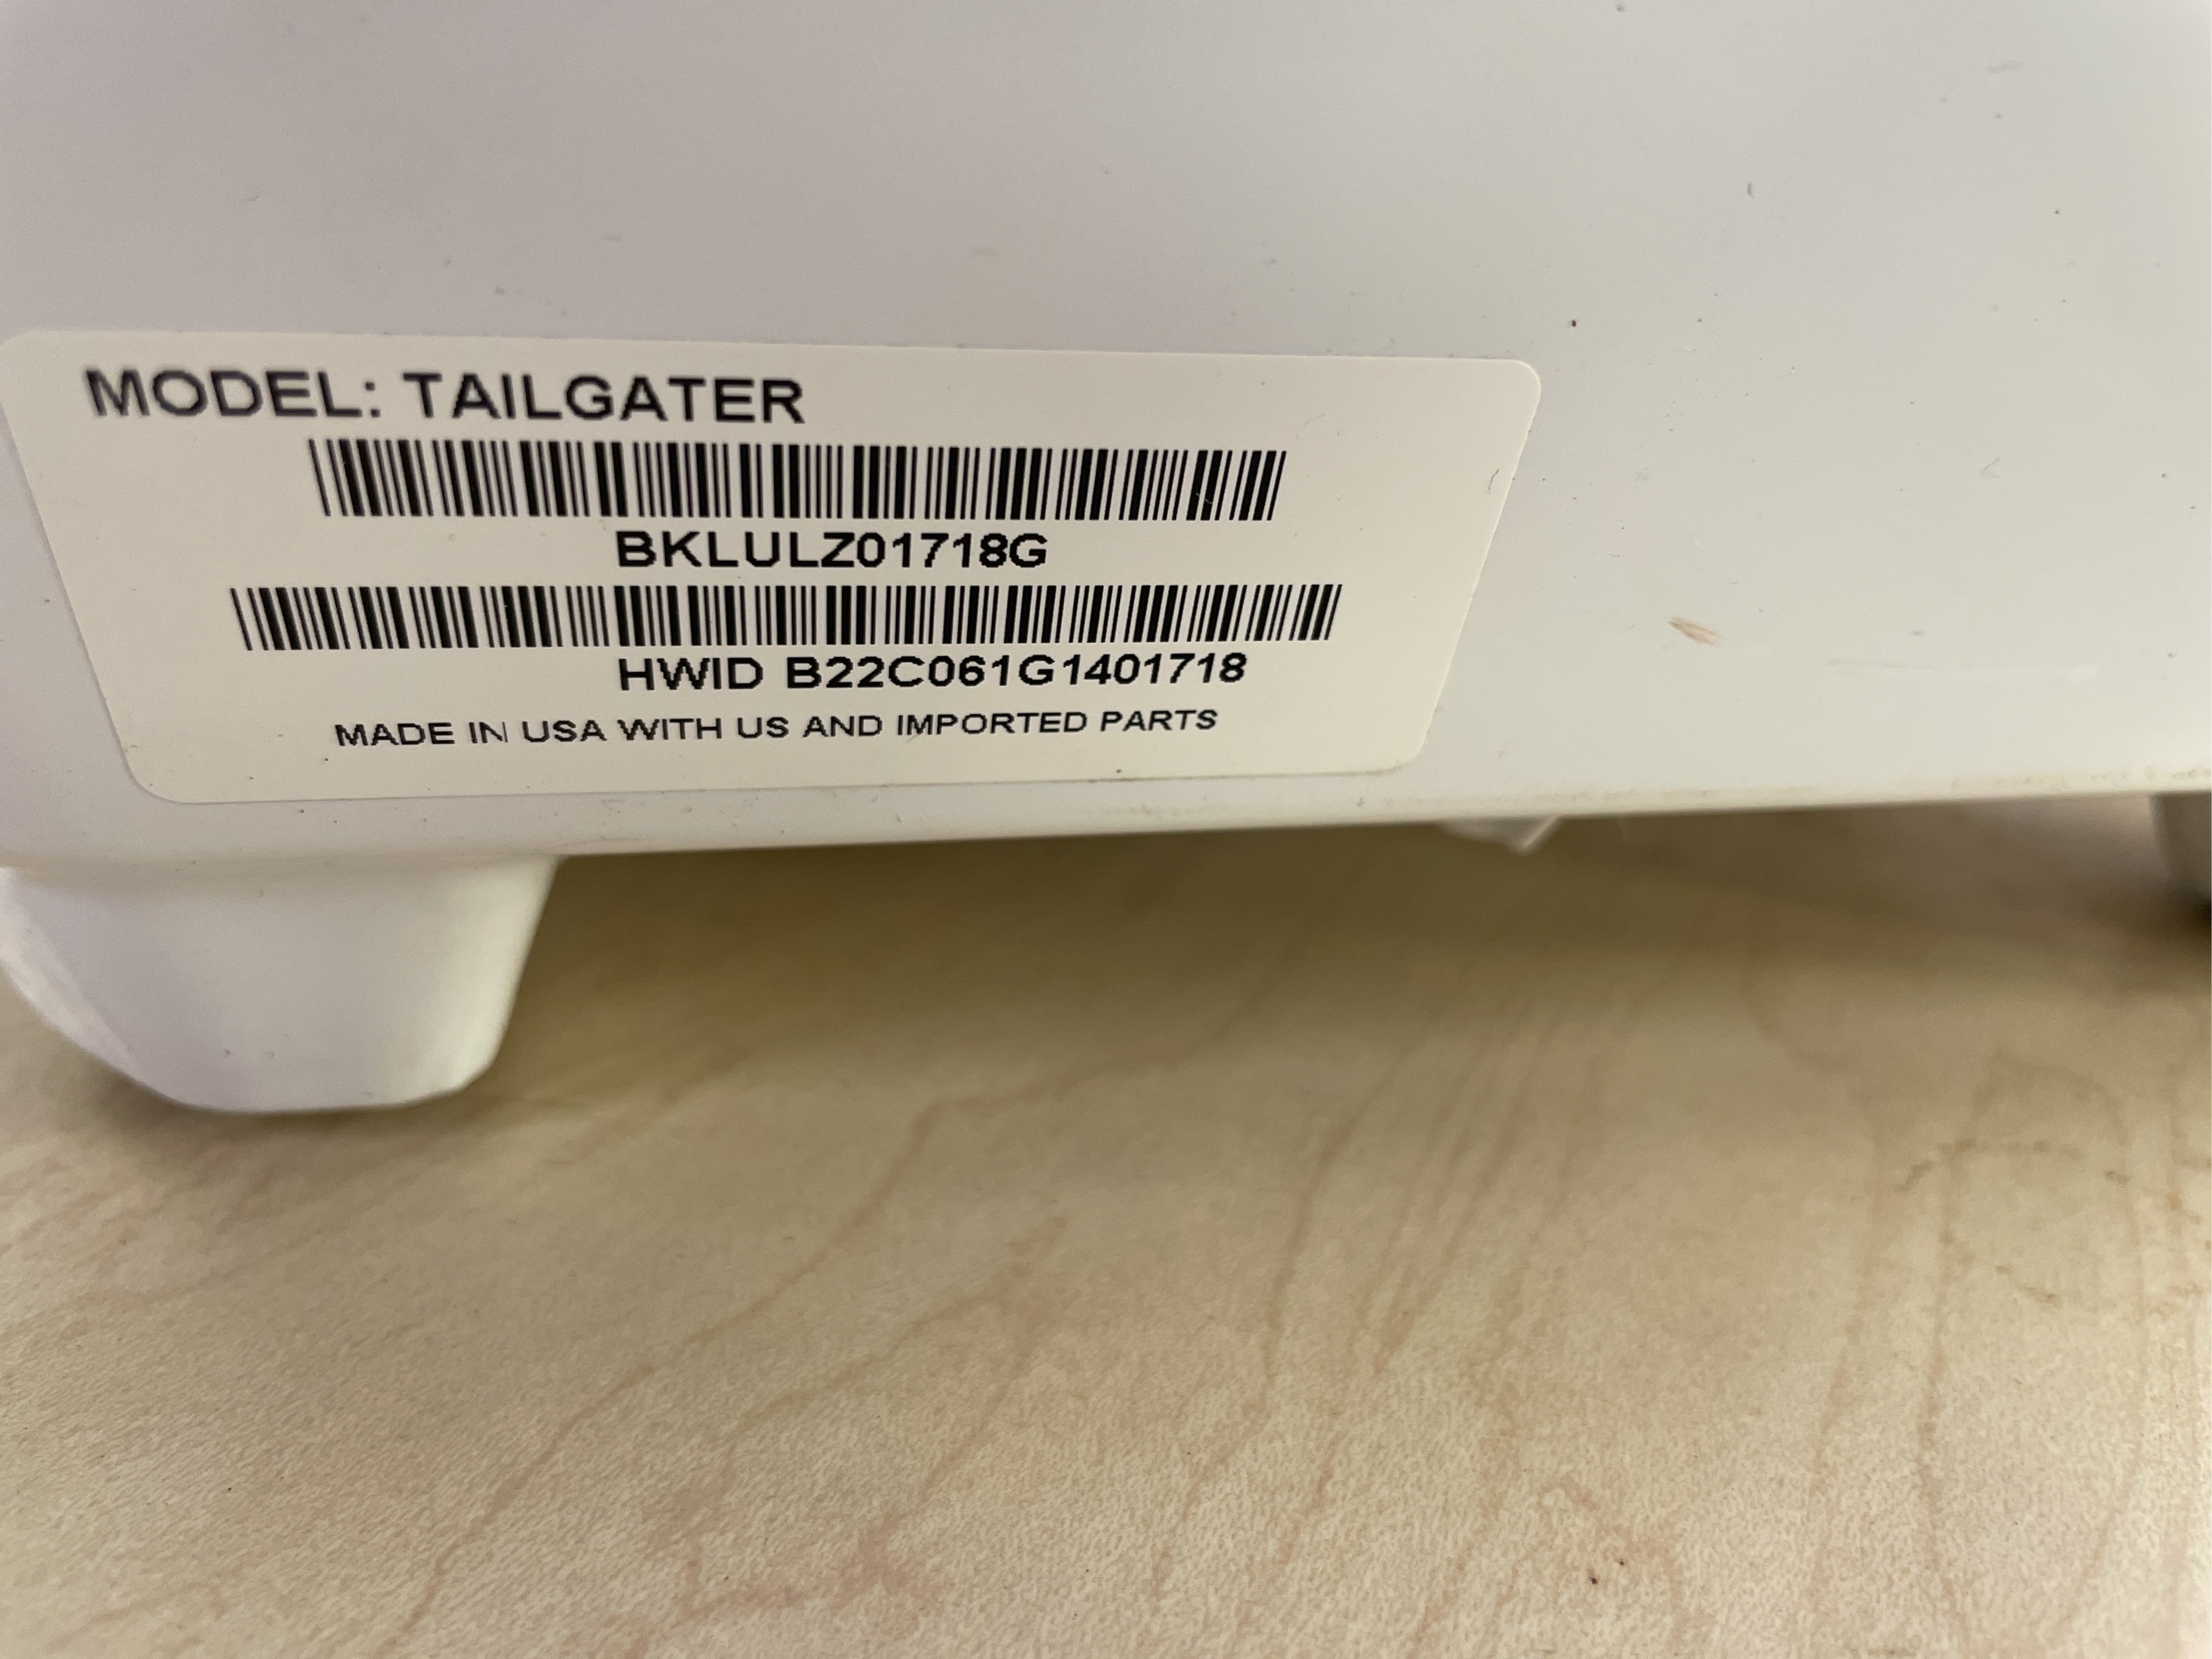 MODEL: TAILGATER
BKLULZ01718G
HWID B22C061G1401718
MADE IN USA WITH US AND IMPORTED PARTS